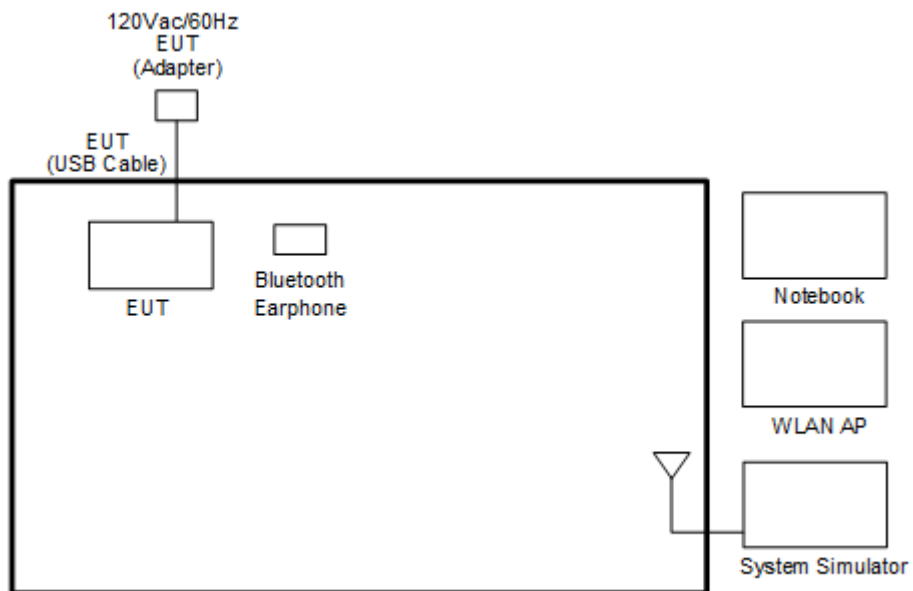 120Vac/60Hz
EUT
(Adapter)
EUT
(USB Cable)
EUT
Bluetooth
Earphone
Notebook
WLAN AP
System Simulator